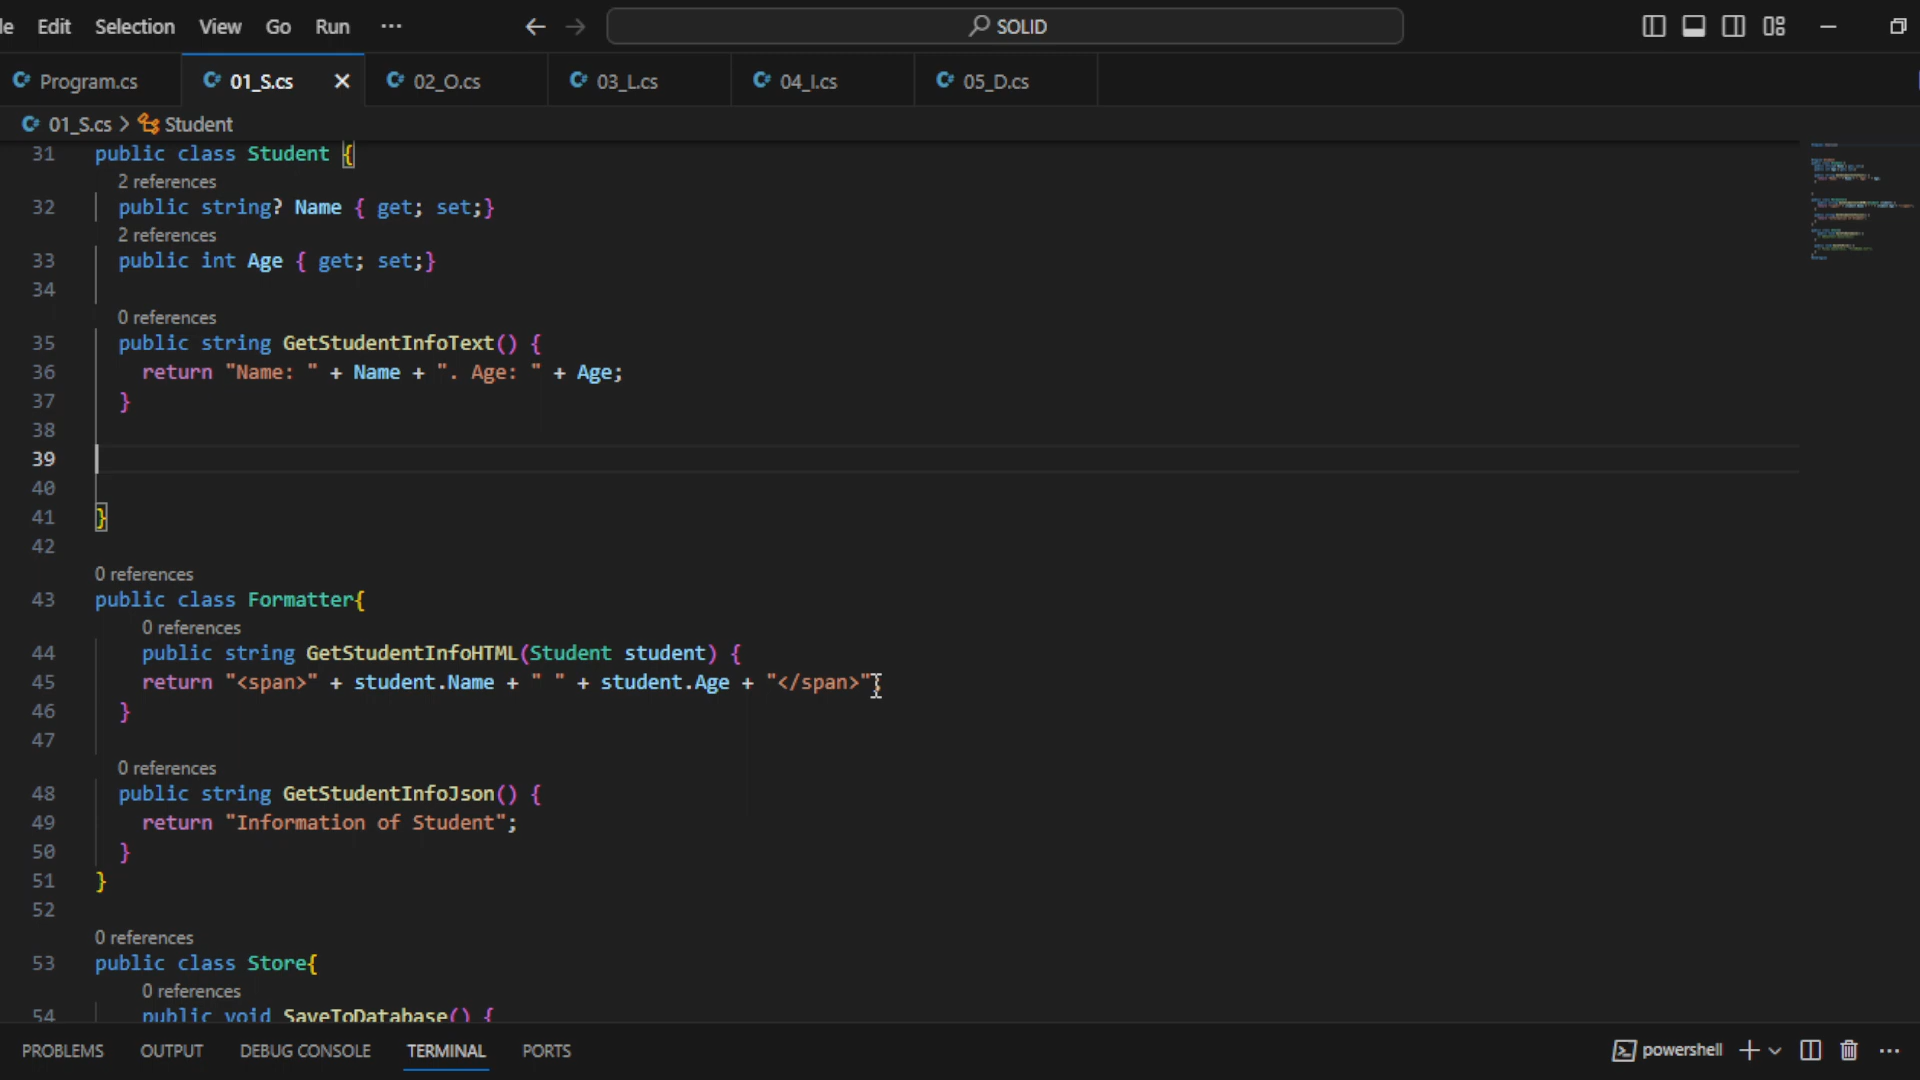 Edit Selection View Go Run ··· SOLID
Program.cs 01_S.cs 02_O.cs 03_L.cs 04_I.cs 05_D.cs
01_S.cs > Student
31 public class Student {
2 references
32 public string? Name { get; set;}
2 references
33 public int Age { get; set;}
34
0 references
35 public string GetStudentInfoText() {
36 return "Name: " + Name + ". Age: " + Age;
37 }
38
39
40
41 }
42
0 references
43 public class Formatter{
0 references
44 public string GetStudentInfoHTML(Student student) {
45 return "<span>" + student.Name + " " + student.Age + "</span>";
46 }
47
0 references
48 public string GetStudentInfoJson() {
49 return "Information of Student";
50 }
51 }
52
0 references
53 public class Store{
0 references
54 public void SaveToDatabase() {
PROBLEMS OUTPUT DEBUG CONSOLE TERMINAL PORTS powershell